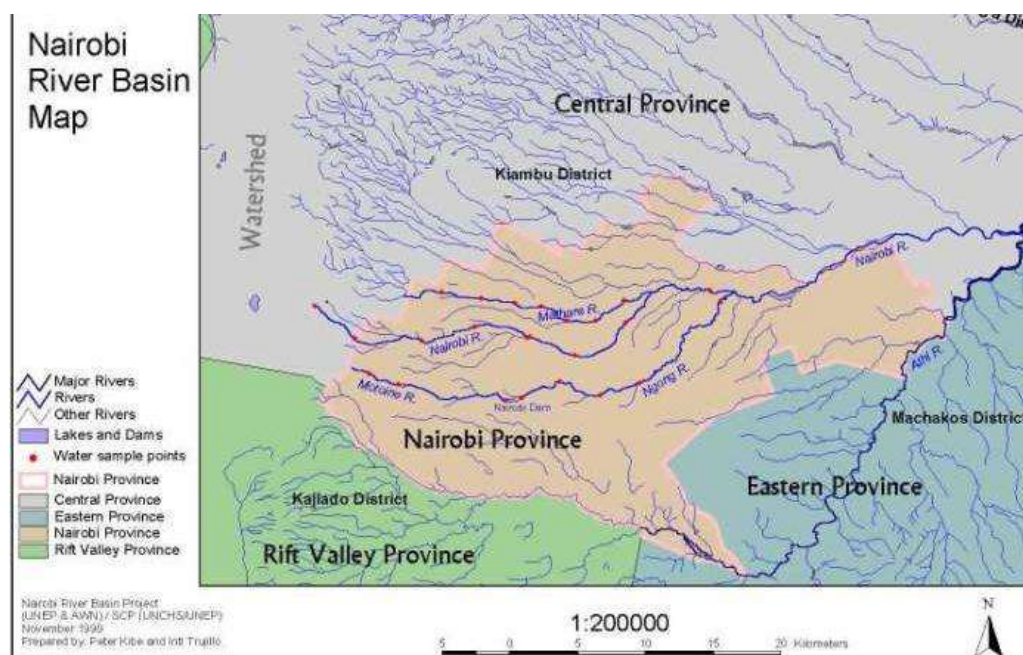 Nairobi
River Basin
Map
Central Province
Kiambu District
Watershed
Nairobi R.
Mathare R.
Nairobi R.
Motoine R.
Ngong R.
Nairobi Dam
Athi R.
Machakos District
Nairobi Province
Eastern Province
Kajiado District
Rift Valley Province
Major Rivers
Rivers
Other Rivers
Lakes and Dams
Water sample points
Nairobi Province
Central Province
Eastern Province
Nairobi Province
Rift Valley Province
Nairobi River Basin Project
(UNEP & AWN) / SCP (UNCHS/UNEP)
November 1999
Prepared by: Peter Kibe and Inti Trujillo
1:200000
5 0 5 10 15 20 Kilometers
N